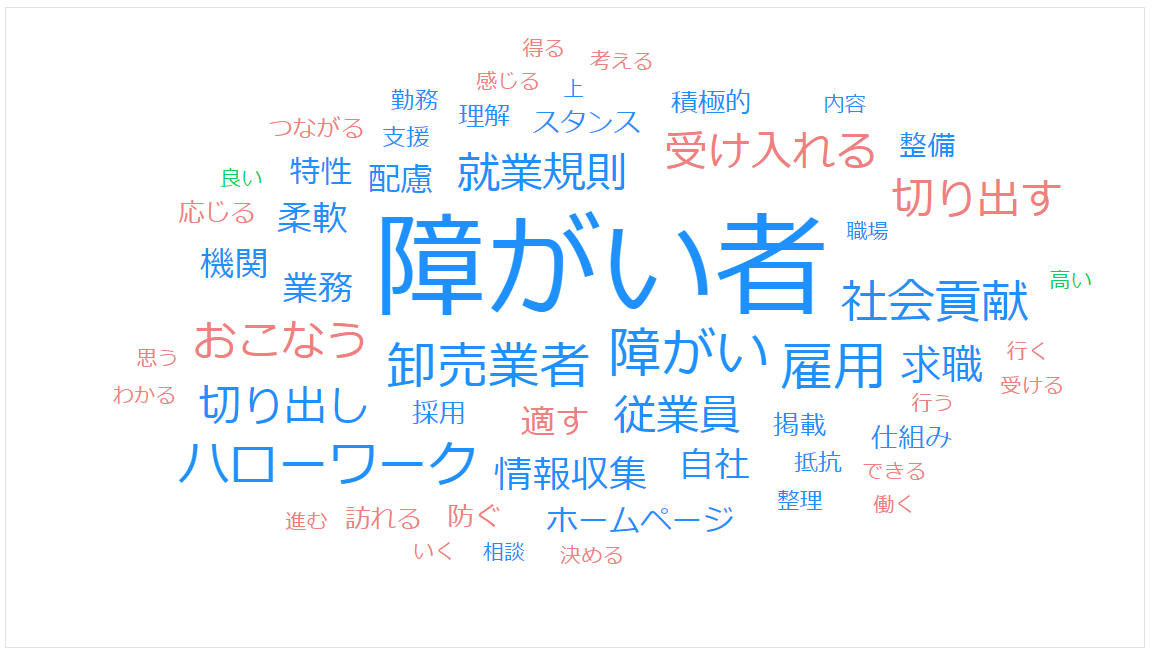 得る
考える
感じる
上
勤務
理解
スタンス
積極的
内容
つながる
支援
受け入れる
整備
良い
特性
配慮
就業規則
切り出す
応じる
柔軟
障がい者
職場
機関
業務
社会貢献
高い
おこなう
卸売業者
障がい
雇用
求職
行く
思う
わかる
切り出し
採用
適す
従業員
掲載
行う
受ける
仕組み
ハローワーク
情報収集
自社
抵抗
できる
整理
働く
進む
訪れる
防ぐ
ホームページ
いく
相談
決める